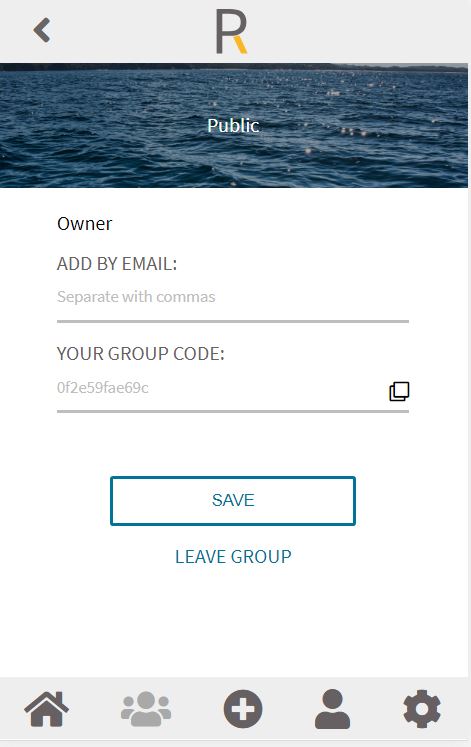 R
Public
Owner
ADD BY EMAIL:
Separate with commas
YOUR GROUP CODE:
0f2e59fae69c
SAVE
LEAVE GROUP